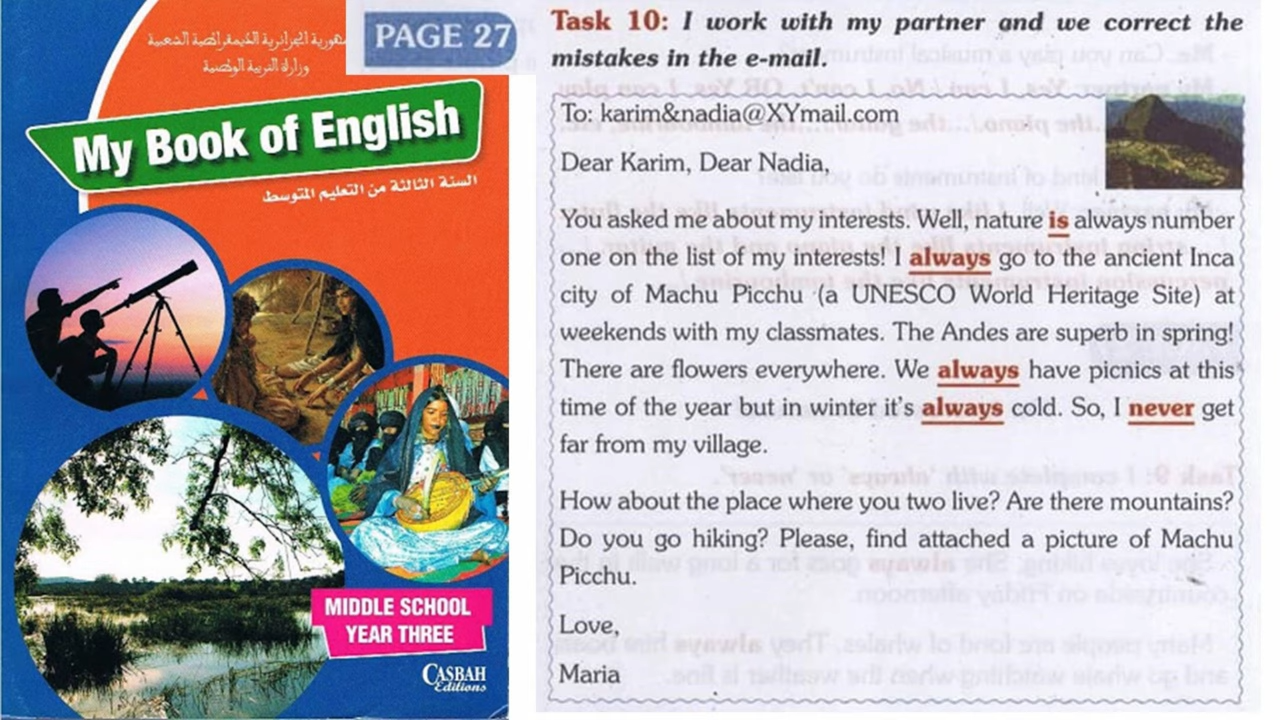 الجزائرية الديمقراطية الشعبية
وزارة التربية الوطنية
My Book of English
السنة الثالثة من التعليم المتوسط
MIDDLE SCHOOL
YEAR THREE
CASBAH
Editions
PAGE 27
Task 10: I work with my partner and we correct the
mistakes in the e-mail.
To: karim&nadia@XYmail.com
Dear Karim, Dear Nadia,
You asked me about my interests. Well, nature is always number
one on the list of my interests! I always go to the ancient Inca
city of Machu Picchu (a UNESCO World Heritage Site) at
weekends with my classmates. The Andes are superb in spring!
There are flowers everywhere. We always have picnics at this
time of the year but in winter it's always cold. So, I never get
far from my village.
How about the place where you two live? Are there mountains?
Do you go hiking? Please, find attached a picture of Machu
Picchu.
Love,
Maria